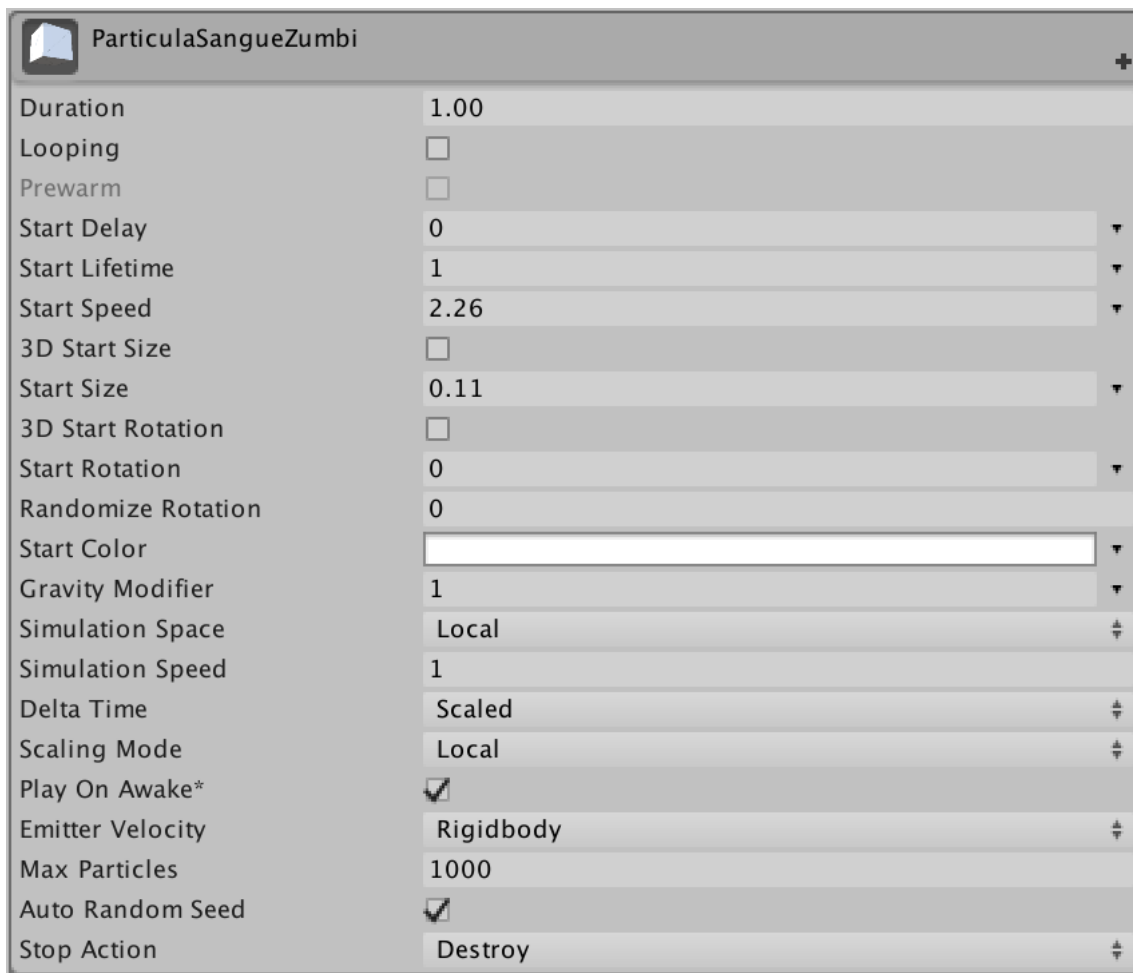 ParticulaSangueZumbi
Duration 1.00
Looping
Prewarm
Start Delay 0
Start Lifetime 1
Start Speed 2.26
3D Start Size
Start Size 0.11
3D Start Rotation
Start Rotation 0
Randomize Rotation 0
Start Color
Gravity Modifier 1
Simulation Space Local
Simulation Speed 1
Delta Time Scaled
Scaling Mode Local
Play On Awake*
Emitter Velocity Rigidbody
Max Particles 1000
Auto Random Seed
Stop Action Destroy